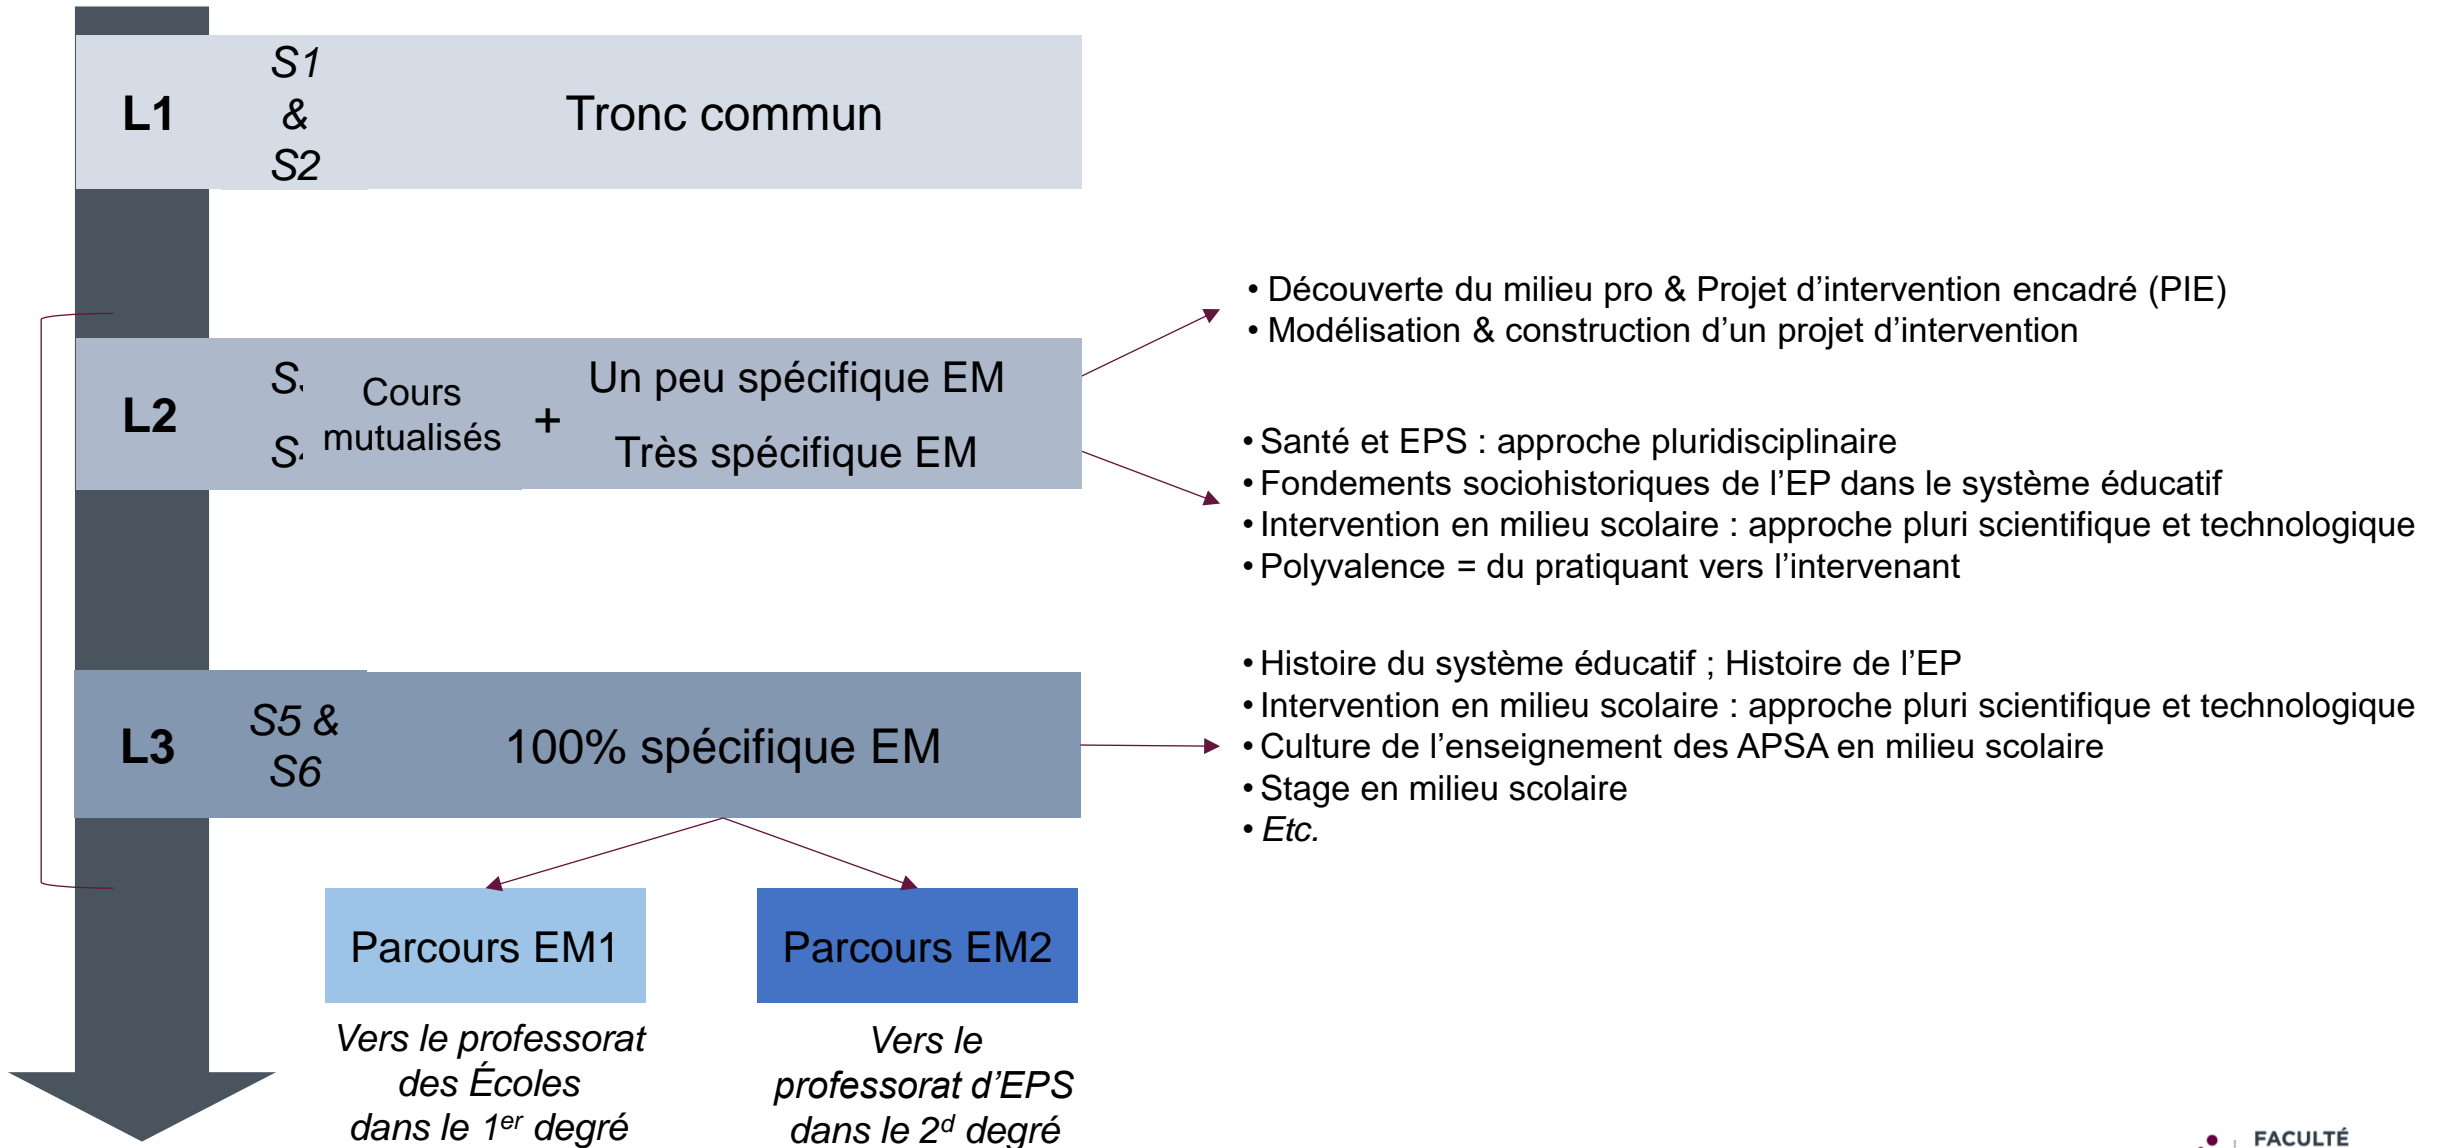 L1
S1
&
S2
Tronc commun
• Découverte du milieu pro & Projet d’intervention encadré (PIE)
• Modélisation & construction d’un projet d’intervention
L2
Cours
mutualisés
+
Un peu spécifique EM
Très spécifique EM
• Santé et EPS : approche pluridisciplinaire
• Fondements sociohistoriques de l’EP dans le système éducatif
• Intervention en milieu scolaire : approche pluri scientifique et technologique
• Polyvalence = du pratiquant vers l’intervenant
L3
S5 &
S6
100% spécifique EM
• Histoire du système éducatif ; Histoire de l’EP
• Intervention en milieu scolaire : approche pluri scientifique et technologique
• Culture de l’enseignement des APSA en milieu scolaire
• Stage en milieu scolaire
• Etc.
Parcours EM1
Vers le professorat
des Écoles
dans le 1er degré
Parcours EM2
Vers le
professorat d’EPS
dans le 2d degré
FACULTÉ